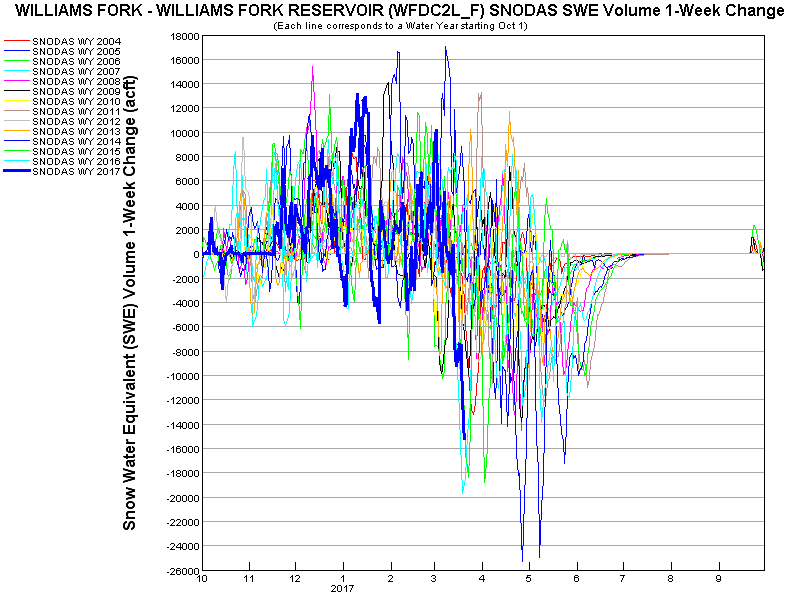 WILLIAMS FORK - WILLIAMS FORK RESERVOIR (WFDC2L_F) SNODAS SWE Volume 1-Week Change
(Each line corresponds to a Water Year starting Oct 1)
SNODAS WY 2004
SNODAS WY 2005
SNODAS WY 2006
SNODAS WY 2007
SNODAS WY 2008
SNODAS WY 2009
SNODAS WY 2010
SNODAS WY 2011
SNODAS WY 2012
SNODAS WY 2013
SNODAS WY 2014
SNODAS WY 2015
SNODAS WY 2016
SNODAS WY 2017
Snow Water Equivalent (SWE) Volume 1-Week Change (acft)
18000
16000
14000
12000
10000
8000
6000
4000
2000
0
-2000
-4000
-6000
-8000
-10000
-12000
-14000
-16000
-18000
-20000
-22000
-24000
-26000
10 11 12 1 2 3 4 5 6 7 8 9
2017